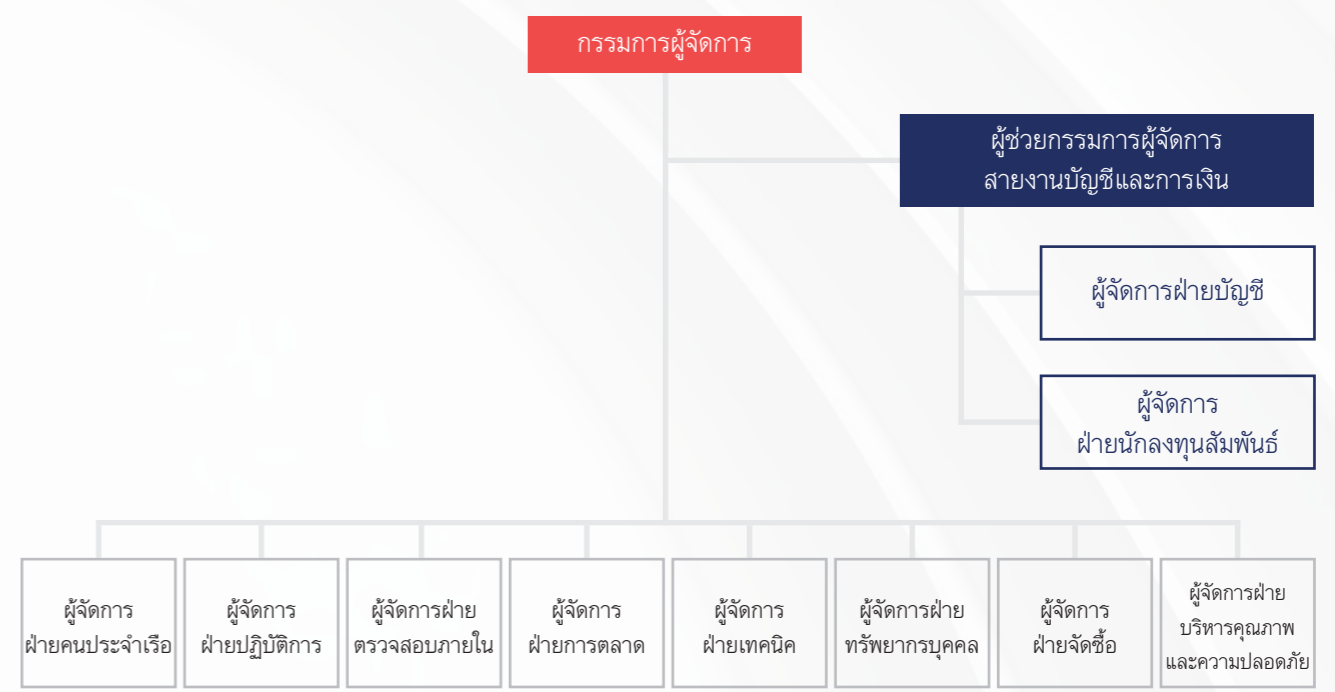 กรรมการผู้จัดการ
ผู้ช่วยกรรมการผู้จัดการ
สายงานบัญชีและการเงิน
ผู้จัดการฝ่ายบัญชี
ผู้จัดการ
ฝ่ายนักลงทุนสัมพันธ์
ผู้จัดการ
ฝ่ายคนประจำเรือ
ผู้จัดการ
ฝ่ายปฏิบัติการ
ผู้จัดการฝ่าย
ตรวจสอบภายใน
ผู้จัดการ
ฝ่ายการตลาด
ผู้จัดการ
ฝ่ายเทคนิค
ผู้จัดการฝ่าย
ทรัพยากรบุคคล
ผู้จัดการ
ฝ่ายจัดซื้อ
ผู้จัดการฝ่าย
บริหารคุณภาพ
และความปลอดภัย